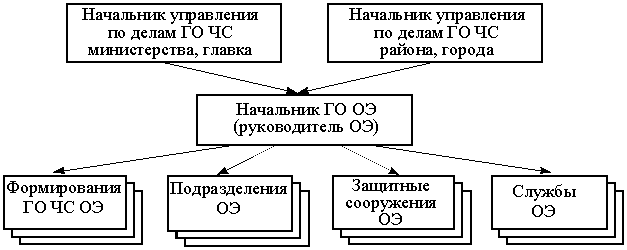 Начальник управления
по делам ГО ЧС
министерства, главка
Начальник управления
по делам ГО ЧС
района, города
Начальник ГО ОЭ
(руководитель ОЭ)
Формирования
ГО ЧС ОЭ
Подразделения
ОЭ
Защитные
сооружения
ОЭ
Службы
ОЭ